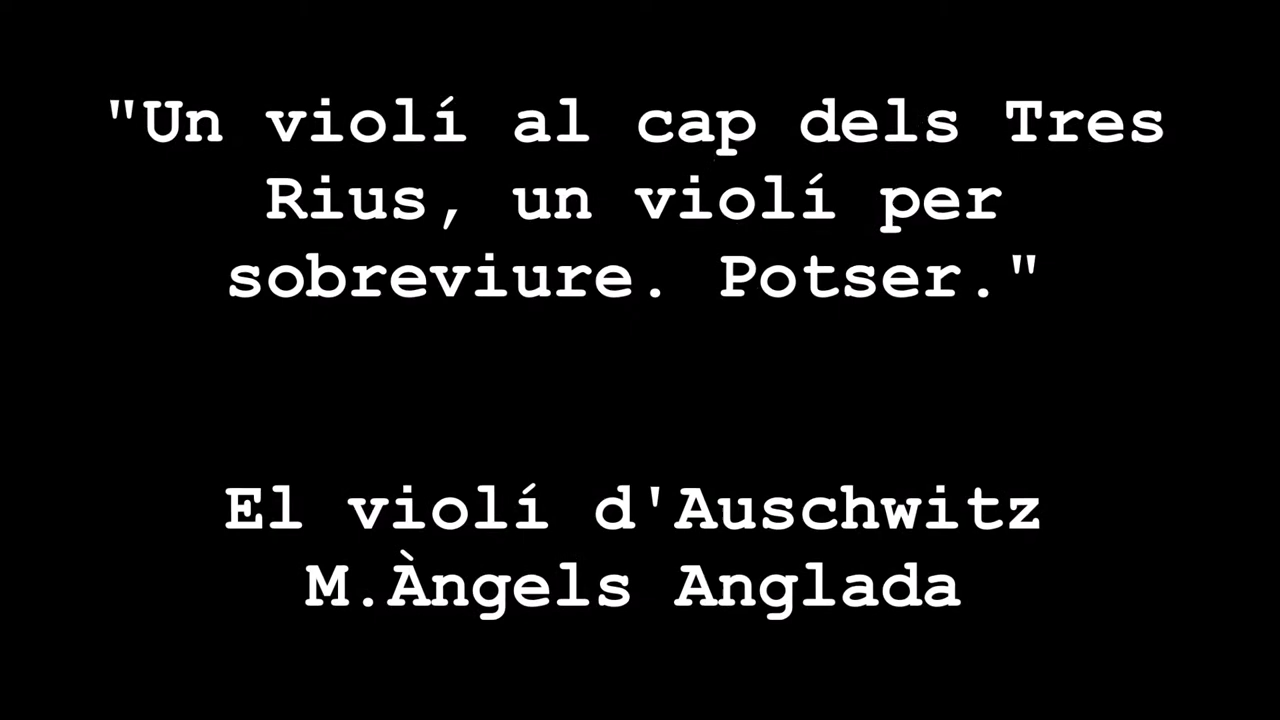 "Un violí al cap dels Tres
Rius, un violí per
sobreviure. Potser."
El violí d'Auschwitz
M.Àngels Anglada